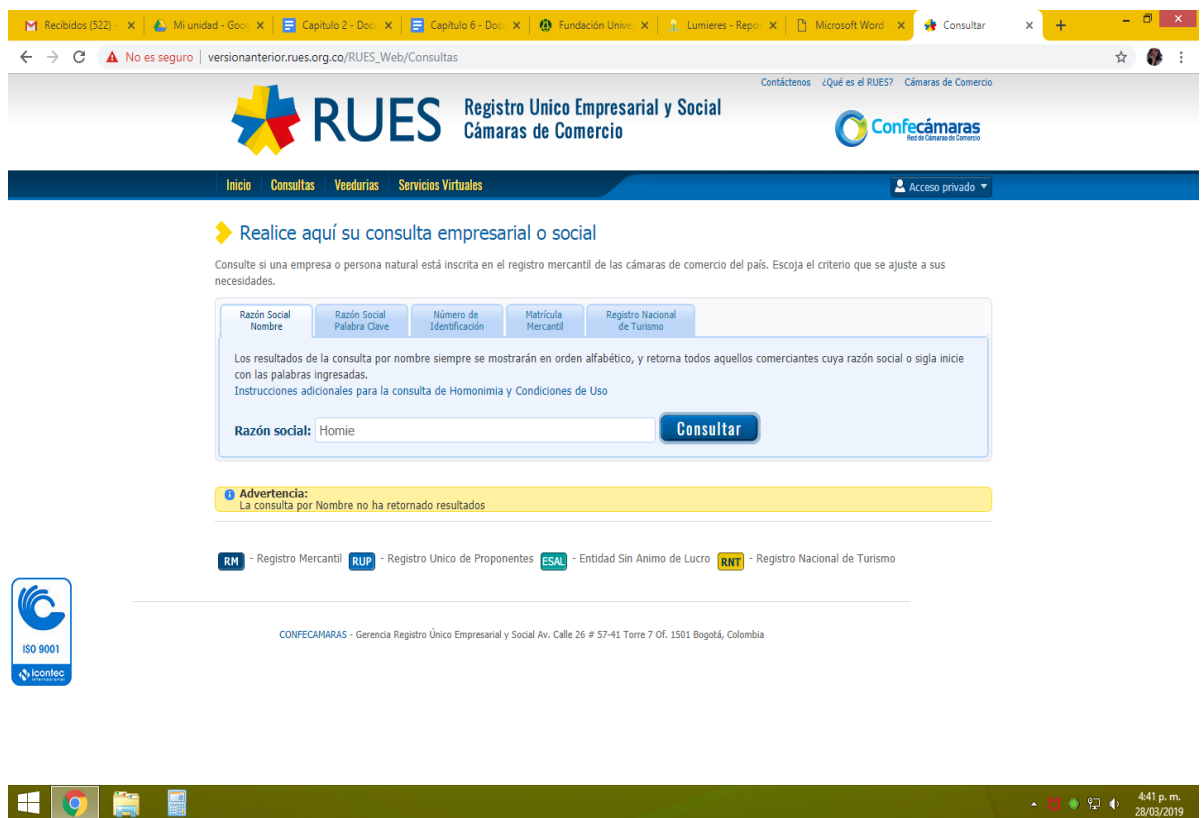 Recibidos (522) -
Mi unidad - Goo
Capitulo 2 - Doc
Capítulo 6 - Doc
Fundación Unive
Lumieres - Repo
Microsoft Word -
Consultar
No es seguro | versionanterior.rues.org.co/RUES_Web/Consultas
Contáctenos ¿Qué es el RUES? Cámaras de Comercio
RUES
Registro Unico Empresarial y Social
Cámaras de Comercio
Confecámaras
Red de Cámaras de Comercio
Inicio Consultas Veedurias Servicios Virtuales
Acceso privado
Realice aquí su consulta empresarial o social
Consulte si una empresa o persona natural está inscrita en el registro mercantil de las cámaras de comercio del país. Escoja el criterio que se ajuste a sus
necesidades.
Razón Social
Nombre
Razón Social
Palabra Clave
Número de
Identificación
Matrícula
Mercantil
Registro Nacional
de Turismo
Los resultados de la consulta por nombre siempre se mostrarán en orden alfabético, y retorna todos aquellos comerciantes cuya razón social o sigla inicie
con las palabras ingresadas.
Instrucciones adicionales para la consulta de Homonimia y Condiciones de Uso
Razón social: Homie Consultar
Advertencia:
La consulta por Nombre no ha retornado resultados
RM - Registro Mercantil RUP - Registro Unico de Proponentes ESAL - Entidad Sin Animo de Lucro RNT - Registro Nacional de Turismo
ISO 9001
icontec
internacional
CONFECAMARAS - Gerencia Registro Único Empresarial y Social Av. Calle 26 # 57-41 Torre 7 Of. 1501 Bogotá, Colombia
4:41 p. m.
28/03/2019